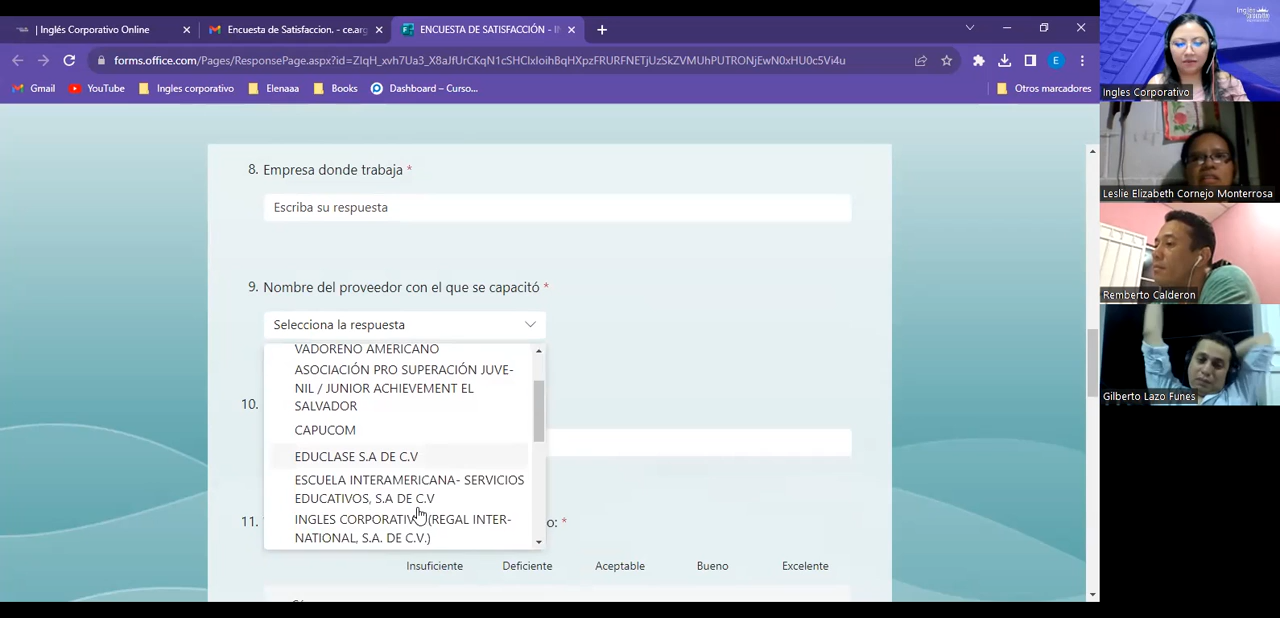 Inglés Corporativo Online
Encuesta de Satisfaccion. - ce.arg
ENCUESTA DE SATISFACCIÓN - IN
forms.office.com/Pages/ResponsePage.aspx?id=ZIqH_xvh7Ua3_X8aJfUrCKqN1cSHCIxIoihBqHXpzFRURFNETjUzSkZVMUhPUTRONjEwN0xHU0c5Vi4u
E
Gmail
YouTube
Ingles corporativo
Elenaaa
Books
Dashboard – Curso...
Otros marcadores
8. Empresa donde trabaja *
Escriba su respuesta
9. Nombre del proveedor con el que se capacitó *
Selecciona la respuesta
VADORENO AMERICANO
ASOCIACIÓN PRO SUPERACIÓN JUVE-
NIL / JUNIOR ACHIEVEMENT EL
SALVADOR
CAPUCOM
EDUCLASE S.A DE C.V
ESCUELA INTERAMERICANA- SERVICIOS
EDUCATIVOS, S.A DE C.V
INGLES CORPORATIVO (REGAL INTER-
NATIONAL, S.A. DE C.V.)
10.
11.
o: *
Insuficiente
Deficiente
Aceptable
Bueno
Excelente
Ingles Corporativo
Leslie Elizabeth Cornejo Monterrosa
Remberto Calderon
Gilberto Lazo Funes